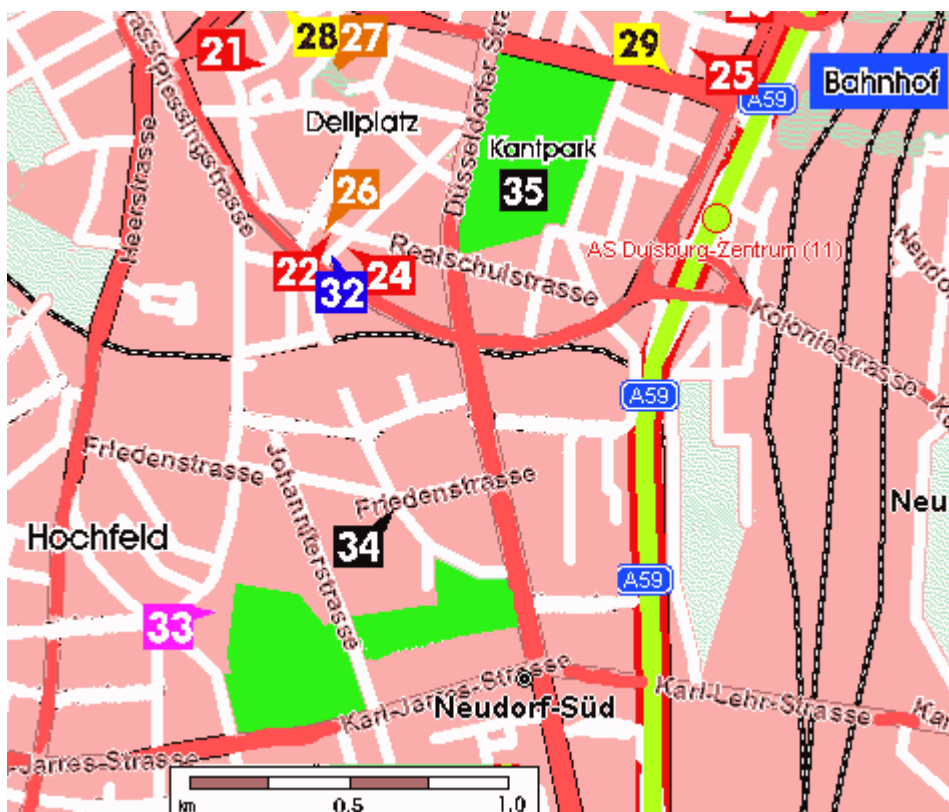 21
28
27
29
25
A59
Bahnhof
Dellplatz
Kantpark
35
Düsseldorfer
Heerstrasse
26
22
32
24
Realschulstrasse
AS Duisburg-Zentrum (11)
Koloniestrasse
A59
Friedenstrasse
Johanniterstrasse
Friedenstrasse
Neu
Hochfeld
34
A59
33
Karl-Jarres-Strasse
Neudorf-Süd
Karl-Lehr-Strasse
-Jarres-Strasse
km 0.5 1.0